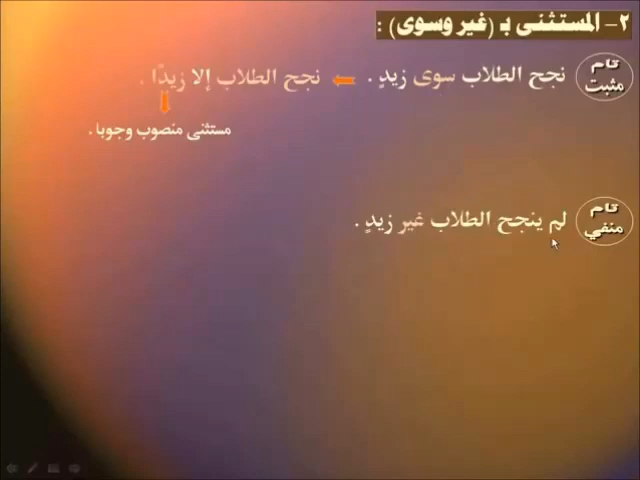 ٢- المستثنى بـ (غير وسوى) :
تام مثبت
نجح الطلاب سوى زيدٍ .
نجح الطلاب إلا زيدًا .
مستثنى منصوب وجوبا .
تام منفي
لم ينجح الطلاب غير زيدٍ .